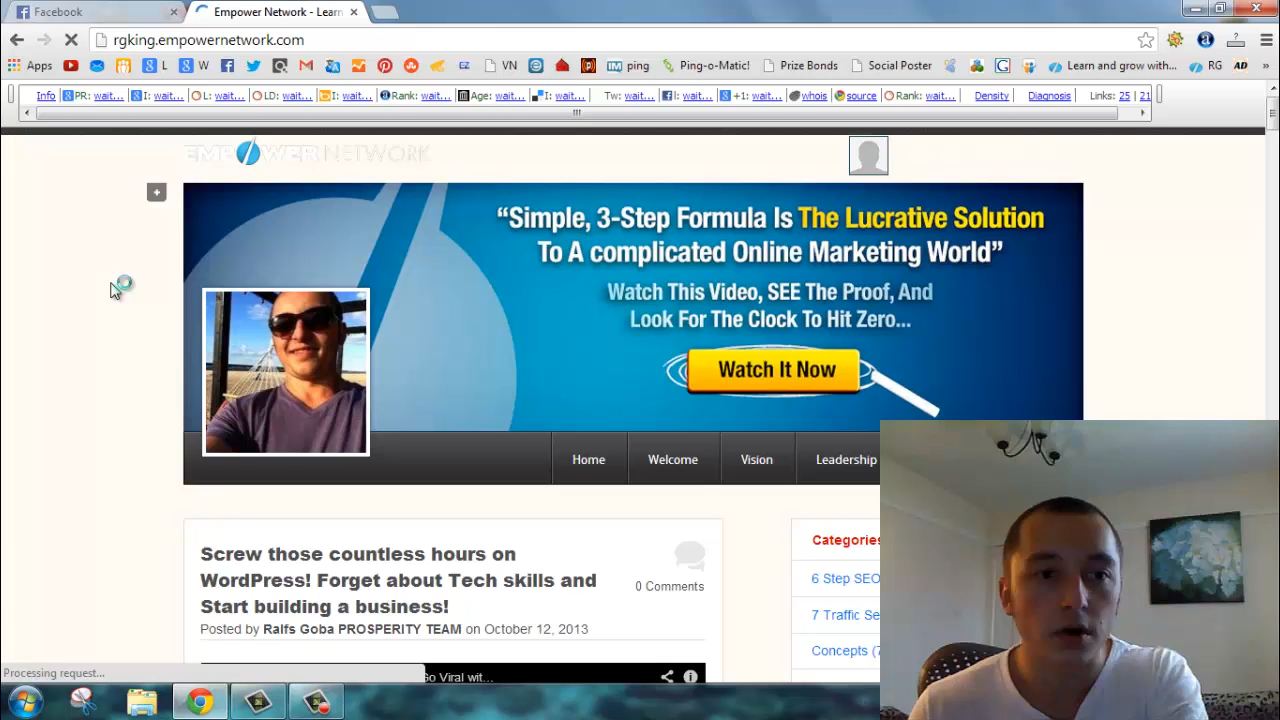 Facebook
Empower Network - Learn
rgking.empowernetwork.com
Apps L W VN ping Ping-o-Matic! Prize Bonds Social Poster Learn and grow with... RG AD
Info PR: wait... I: wait... L: wait... LD: wait... I: wait... Rank: wait... Age: wait... I: wait... Tw: wait... I: wait... +1: wait... whois source Rank: wait... Density Diagnosis Links: 25 | 21
EMPOWER NETWORK
“Simple, 3-Step Formula Is The Lucrative Solution
To A complicated Online Marketing World”
Watch This Video, SEE The Proof, And
Look For The Clock To Hit Zero...
Watch It Now
Home Welcome Vision Leadership
Screw those countless hours on
WordPress! Forget about Tech skills and
Start building a business!
0 Comments
Posted by Ralfs Goba PROSPERITY TEAM on October 12, 2013
Categories
6 Step SEO
7 Traffic Se
Concepts (7
Processing request...
Go Viral wit...